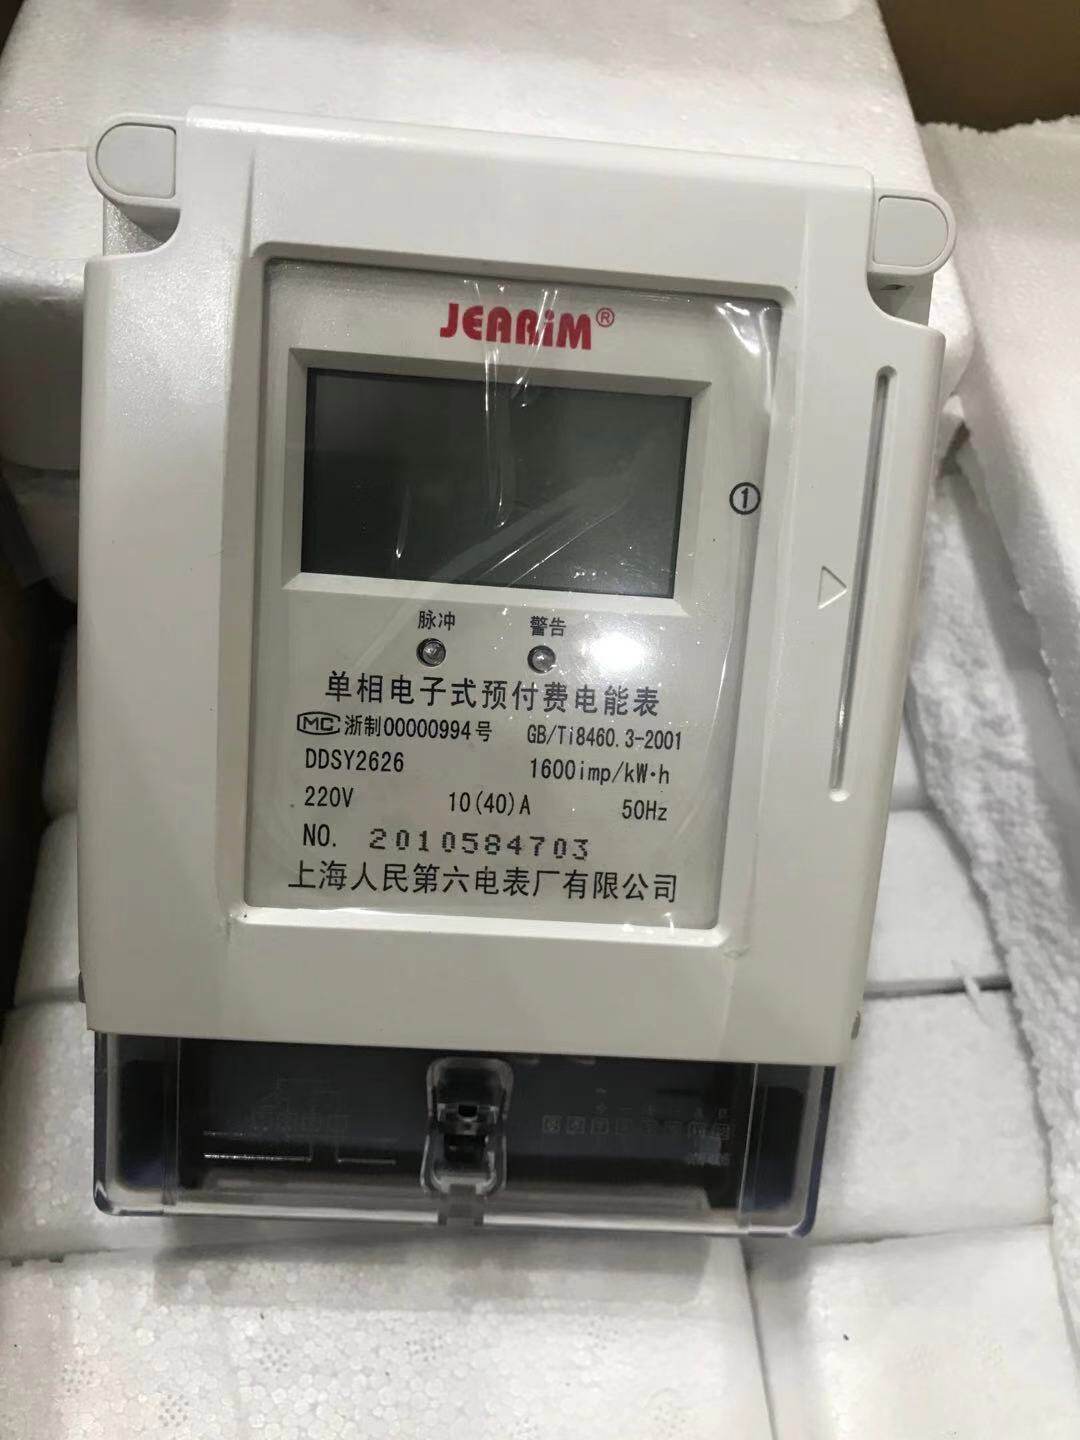 JEARiM®
①
脉冲 警告
单相电子式预付费电能表
MC 浙制00000994号 GB/Ti8460.3-2001
DDSY2626 1600imp/kW·h
220V 10(40)A 50Hz
NO. 2010584703
上海人民第六电表厂有限公司